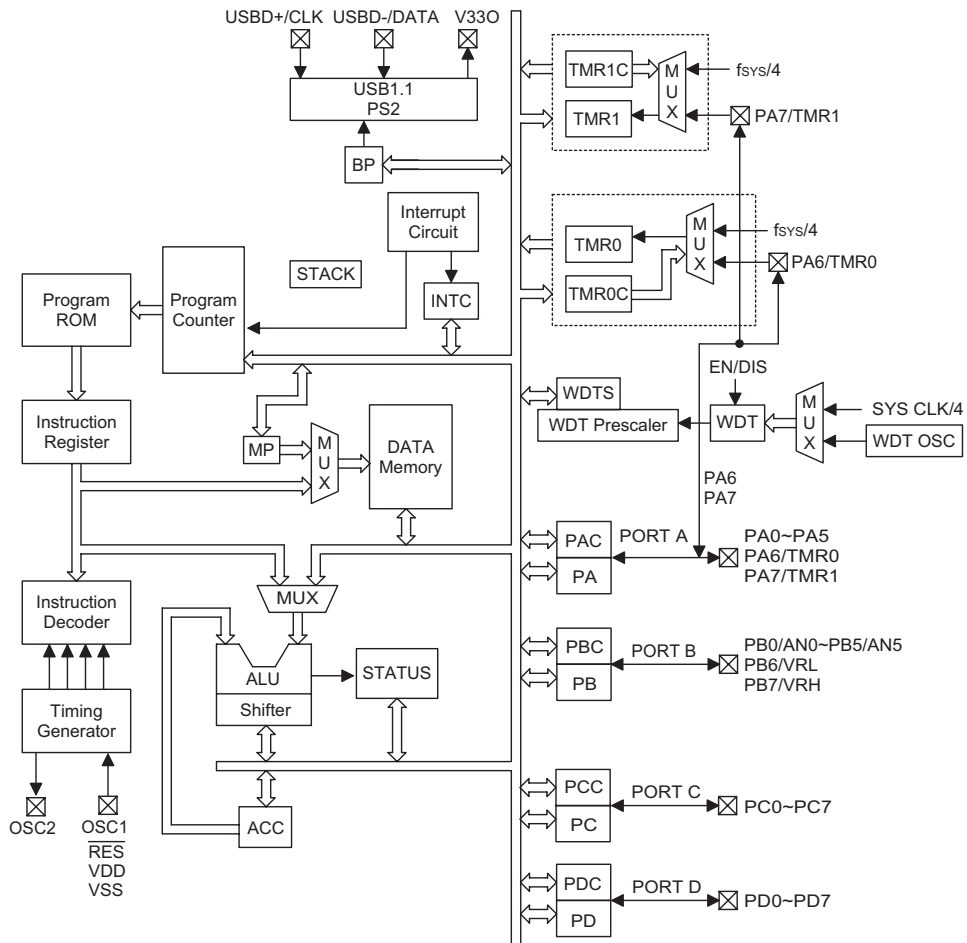 USBD+/CLK USBD-/DATA V33O
USB1.1
PS2
BP
Interrupt
Circuit
STACK
INTC
Program
ROM
Program
Counter
Instruction
Register
MP
MUX
DATA
Memory
MUX
Instruction
Decoder
ALU
Shifter
STATUS
Timing
Generator
OSC2
OSC1
RES
VDD
VSS
ACC
TMR1C
TMR1
MUX
fSYS/4
PA7/TMR1
TMR0
TMR0C
MUX
fSYS/4
PA6/TMR0
EN/DIS
WDTS
WDT Prescaler
WDT
MUX
SYS CLK/4
WDT OSC
PA6
PA7
PAC
PA
PORT A
PA0~PA5
PA6/TMR0
PA7/TMR1
PBC
PB
PORT B
PB0/AN0~PB5/AN5
PB6/VRL
PB7/VRH
PCC
PC
PORT C
PC0~PC7
PDC
PD
PORT D
PD0~PD7